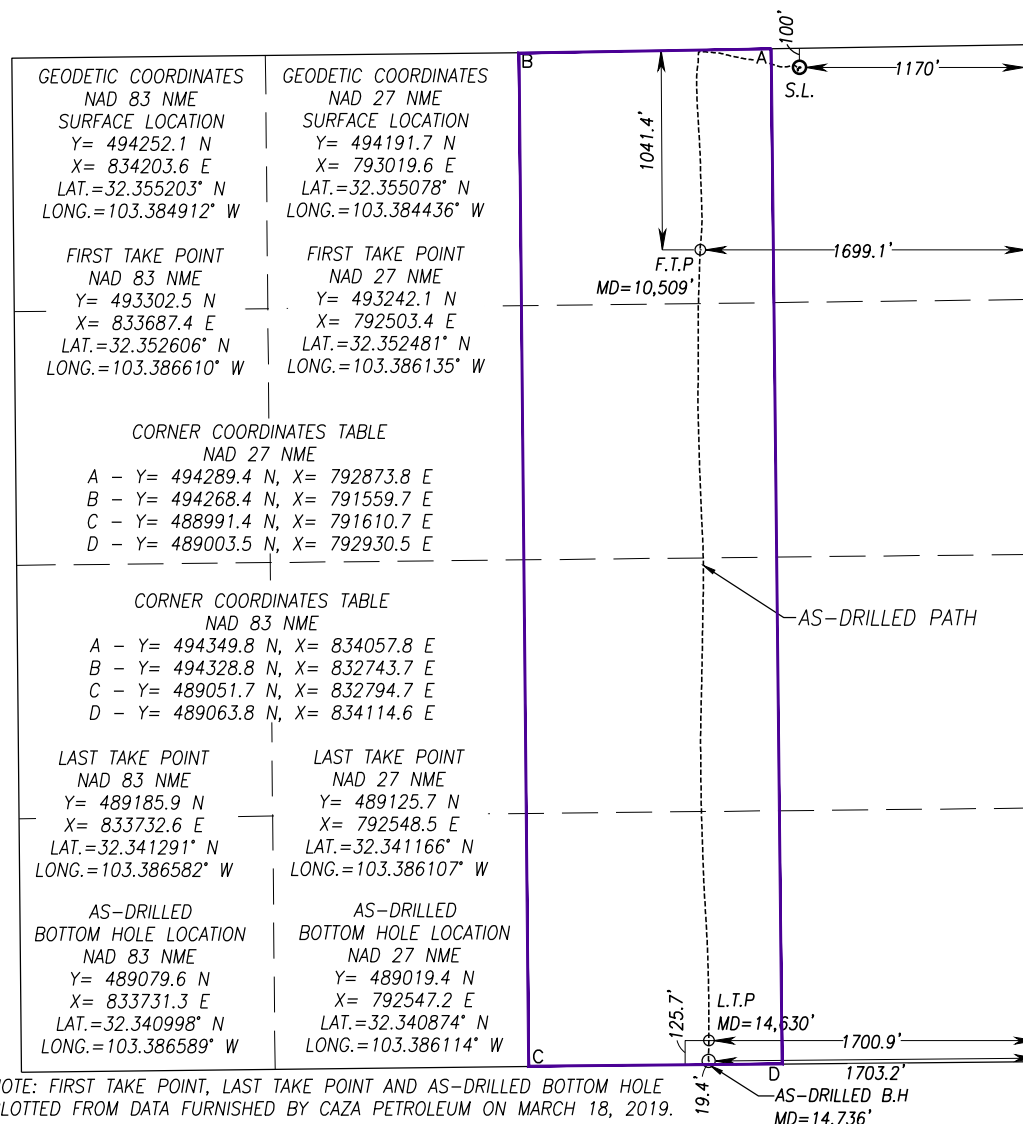 GEODETIC COORDINATES
NAD 83 NME
SURFACE LOCATION
Y= 494252.1 N
X= 834203.6 E
LAT.=32.355203° N
LONG.=103.384912° W
GEODETIC COORDINATES
NAD 27 NME
SURFACE LOCATION
Y= 494191.7 N
X= 793019.6 E
LAT.=32.355078° N
LONG.=103.384436° W
FIRST TAKE POINT
NAD 83 NME
Y= 493302.5 N
X= 833687.4 E
LAT.=32.352606° N
LONG.=103.386610° W
FIRST TAKE POINT
NAD 27 NME
Y= 493242.1 N
X= 792503.4 E
LAT.=32.352481° N
LONG.=103.386135° W
CORNER COORDINATES TABLE
NAD 27 NME
A - Y= 494289.4 N, X= 792873.8 E
B - Y= 494268.4 N, X= 791559.7 E
C - Y= 488991.4 N, X= 791610.7 E
D - Y= 489003.5 N, X= 792930.5 E
CORNER COORDINATES TABLE
NAD 83 NME
A - Y= 494349.8 N, X= 834057.8 E
B - Y= 494328.8 N, X= 832743.7 E
C - Y= 489051.7 N, X= 832794.7 E
D - Y= 489063.8 N, X= 834114.6 E
LAST TAKE POINT
NAD 83 NME
Y= 489185.9 N
X= 833732.6 E
LAT.=32.341291° N
LONG.=103.386582° W
LAST TAKE POINT
NAD 27 NME
Y= 489125.7 N
X= 792548.5 E
LAT.=32.341166° N
LONG.=103.386107° W
AS-DRILLED
BOTTOM HOLE LOCATION
NAD 83 NME
Y= 489079.6 N
X= 833731.3 E
LAT.=32.340998° N
LONG.=103.386589° W
AS-DRILLED
BOTTOM HOLE LOCATION
NAD 27 NME
Y= 489019.4 N
X= 792547.2 E
LAT.=32.340874° N
LONG.=103.386114° W
B
A
100'
1170'
S.L.
1041.4'
1699.1'
F.T.P
MD=10,509'
AS-DRILLED PATH
125.7'
L.T.P
MD=14,630'
1700.9'
C
D
1703.2'
19.4'
AS-DRILLED B.H
MD=14,736'
OTE: FIRST TAKE POINT, LAST TAKE POINT AND AS-DRILLED BOTTOM HOLE
LOTTED FROM DATA FURNISHED BY CAZA PETROLEUM ON MARCH 18, 2019.